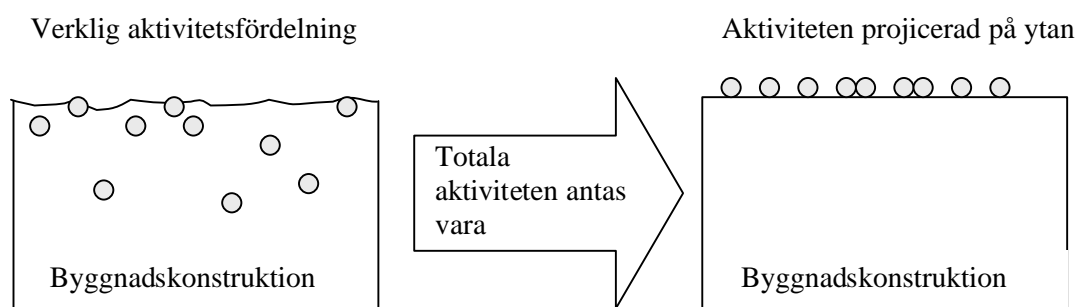 Verklig aktivitetsfördelning
Aktiviteten projicerad på ytan
Totala
aktiviteten antas
vara
Byggnadskonstruktion
Byggnadskonstruktion